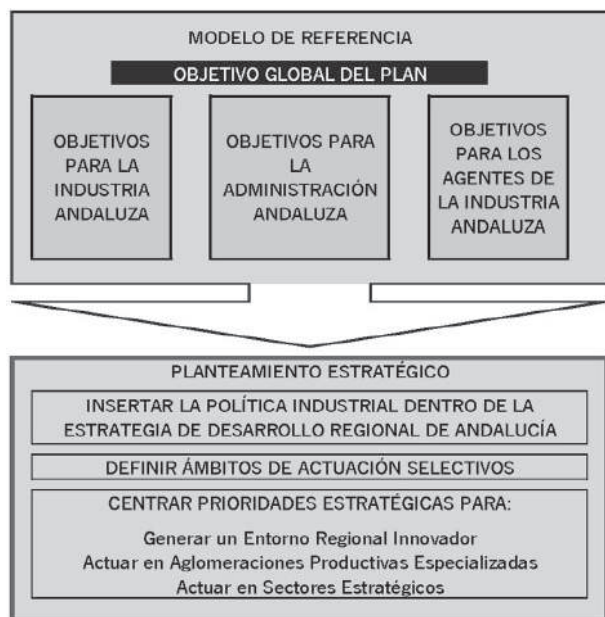 MODELO DE REFERENCIA
OBJETIVO GLOBAL DEL PLAN
OBJETIVOS
PARA LA
INDUSTRIA
ANDALUZA
OBJETIVOS PARA
LA
ADMINISTRACIÓN
ANDALUZA
OBJETIVOS
PARA LOS
AGENTES DE
LA INDUSTRIA
ANDALUZA
PLANTEAMIENTO ESTRATÉGICO
INSERTAR LA POLÍTICA INDUSTRIAL DENTRO DE LA
ESTRATEGIA DE DESARROLLO REGIONAL DE ANDALUCÍA
DEFINIR ÁMBITOS DE ACTUACIÓN SELECTIVOS
CENTRAR PRIORIDADES ESTRATÉGICAS PARA:
Generar un Entorno Regional Innovador
Actuar en Aglomeraciones Productivas Especializadas
Actuar en Sectores Estratégicos